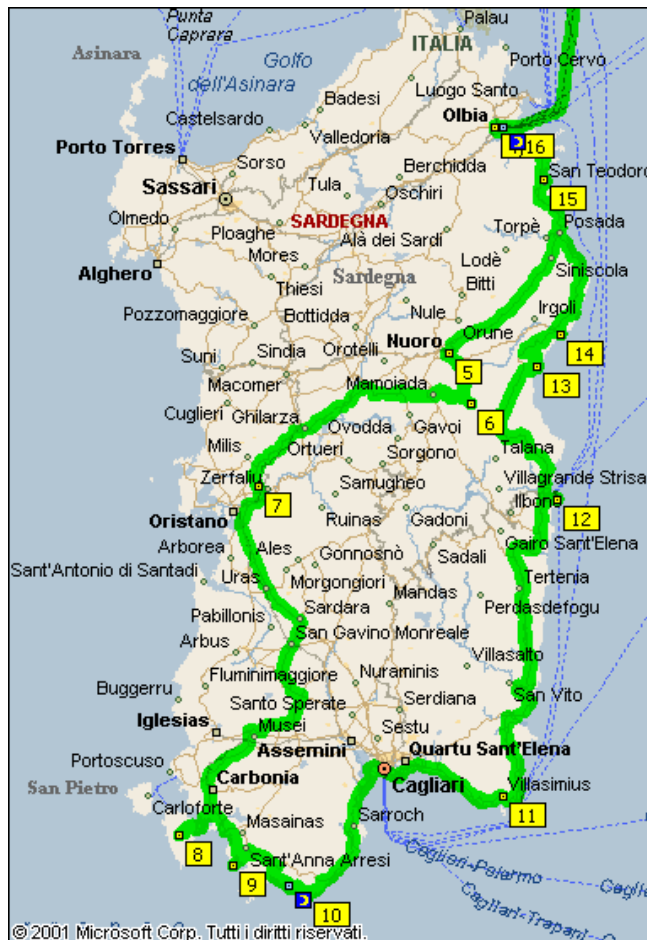 Punta
Caprara
Palau
ITALIA
Porto Cervo
Asinara
Golfo
dell'Asinara
Luogo Santo
Badesi
Castelsardo
Olbia
Valledoria
16
Porto Torres
Berchidda
Sorso
San Teodoro
Sassari
Tula
Oschiri
15
Olmedo
SARDEGNA
Ploaghe
Torpè
Posada
Alà dei Sardi
Mores
Lodè
Alghero
Sardegna
Siniscola
Thiesi
Bitti
Pozzomaggiore
Bottidda
Nule
Irgoli
Orune
Suni
Sindia
Orotelli
Nuoro
14
5
13
Macomer
Mamoiada
Cuglieri
Ghilarza
6
Ovodda
Gavoi
Milis
Ortueri
Sorgono
Talana
Zerfaliu
Samugheo
Villagrande Strisa
7
Ilbono
12
Oristano
Ruinas
Gadoni
Arborea
Ales
Gonnosnò
Sadali
Gairo Sant'Elena
Sant'Antonio di Santadi
Uras
Morgongiori
Tertenia
Mandas
Perdasdefogu
Pabillonis
Sardara
San Gavino Monreale
Arbus
Villasalto
Fluminimaggiore
Nuraminis
Buggerru
San Vito
Santo Sperate
Serdiana
Iglesias
Musei
Sestu
Assemini
Quartu Sant'Elena
Portoscuso
San Pietro
Carbonia
Cagliari
Villasimius
Carloforte
Sarroch
11
Masainas
8
Sant'Anna Arresi
Cagliari-Palermo
9
10
Cagliari-Trapani
© 2001 Microsoft Corp. Tutti i diritti riservati.